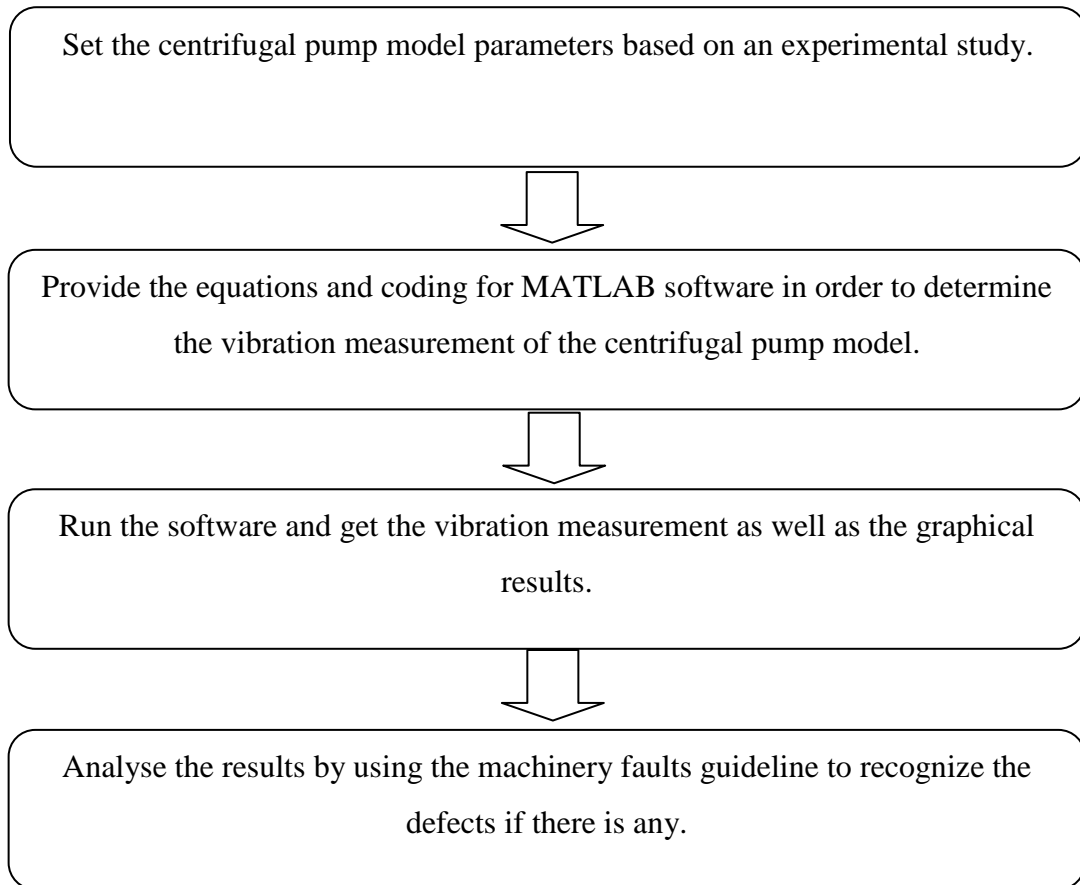 Set the centrifugal pump model parameters based on an experimental study.
Provide the equations and coding for MATLAB software in order to determine
the vibration measurement of the centrifugal pump model.
Run the software and get the vibration measurement as well as the graphical
results.
Analyse the results by using the machinery faults guideline to recognize the
defects if there is any.